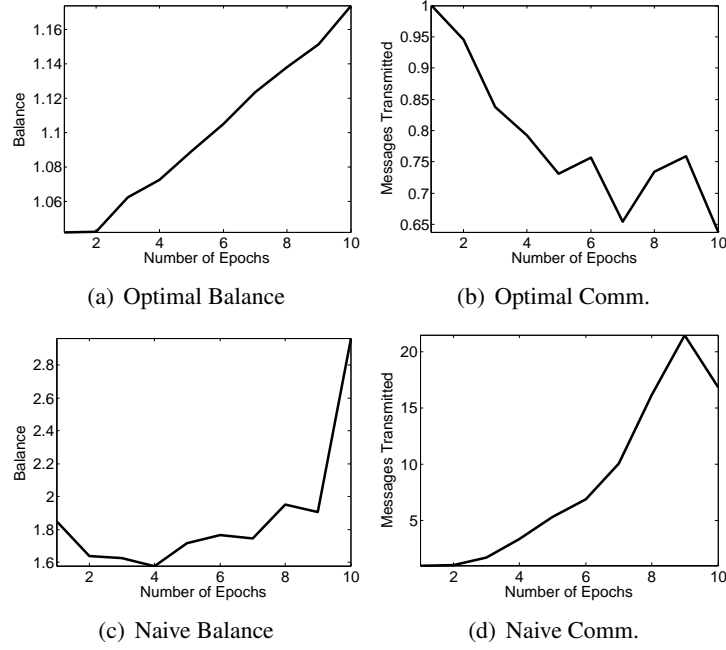 1.16
1.14
1.12
1.1
1.08
1.06
Balance
2 4 6 8 10
Number of Epochs
(a) Optimal Balance
1
0.95
0.9
0.85
0.8
0.75
0.7
0.65
Messages Transmitted
2 4 6 8 10
Number of Epochs
(b) Optimal Comm.
2.8
2.6
2.4
2.2
2
1.8
1.6
Balance
2 4 6 8 10
Number of Epochs
(c) Naive Balance
20
15
10
5
Messages Transmitted
2 4 6 8 10
Number of Epochs
(d) Naive Comm.